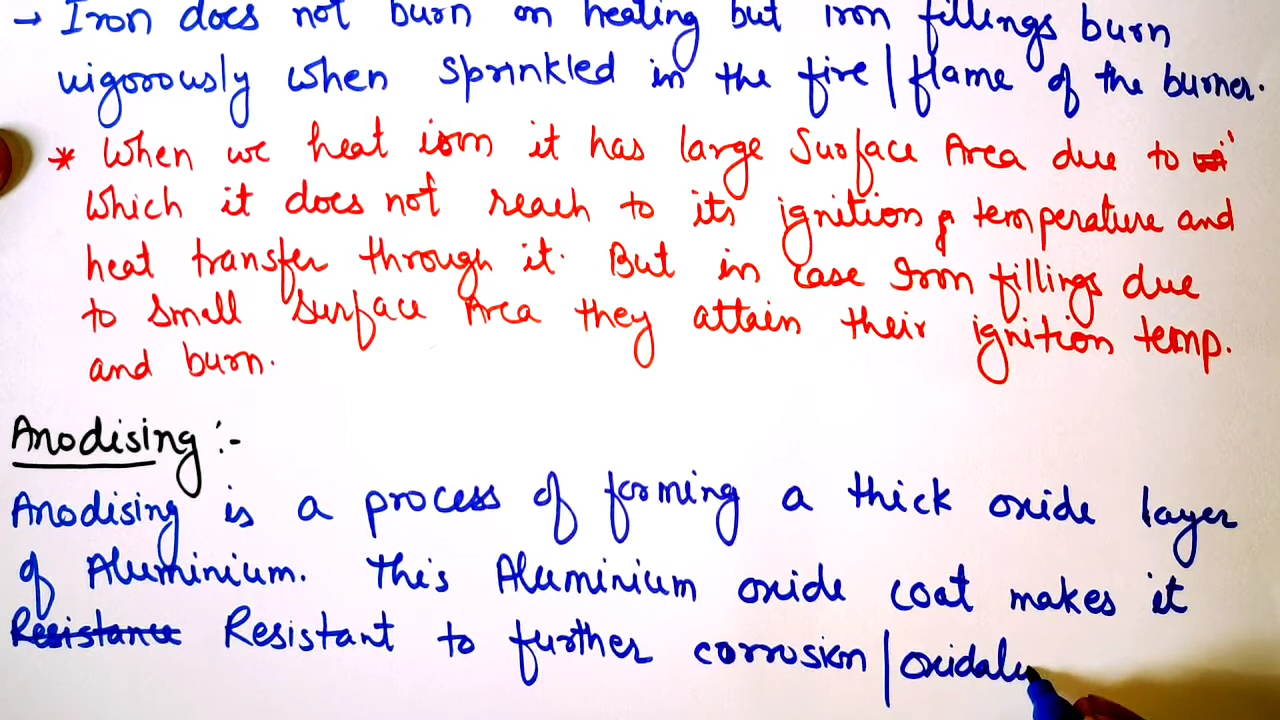 → Iron does not burn on heating but iron fillings burn
vigorously when sprinkled in the fire/flame of the burner.
* When we heat iron it has large Surface Area due to
which it does not reach to its ignition temperature and
heat transfer through it. But in case Iron fillings due
to small surface Area they attain their ignition temp.
and burn.
Anodising :-
Anodising is a process of forming a thick oxide layer
of Aluminium. This Aluminium oxide coat makes it
Resistance Resistant to further corrosion/